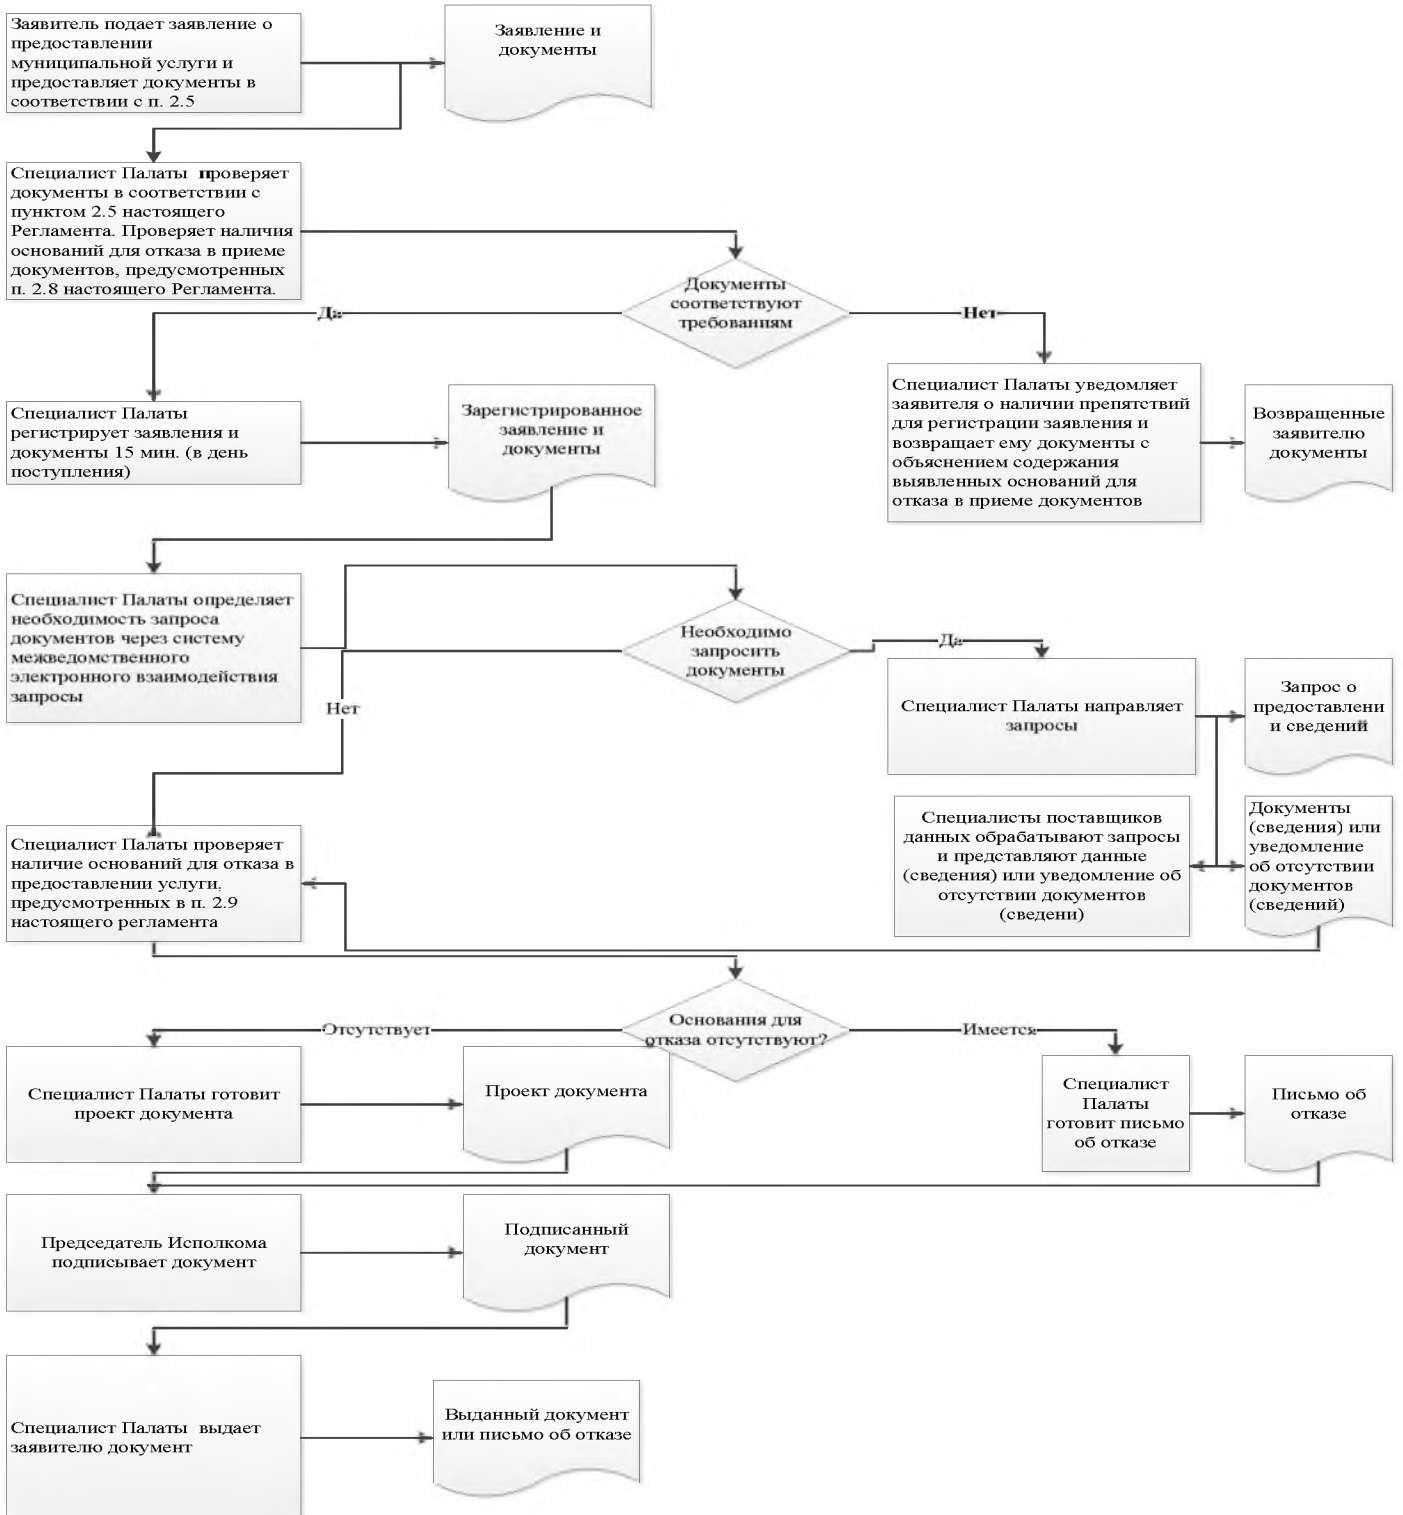 Заявитель подает заявление о
предоставлении
муниципальной услуги и
предоставляет документы в
соответствии с п. 2.5
Заявление и
документы
Специалист Палаты проверяет
документы в соответствии с
пунктом 2.5 настоящего
Регламента. Проверяет наличия
оснований для отказа в приеме
документов, предусмотренных
п. 2.8 настоящего Регламента.
Документы
соответствуют
требованиям
Да
Нет
Специалист Палаты
регистрирует заявления и
документы 15 мин. (в день
поступления)
Зарегистрированное
заявление и
документы
Специалист Палаты уведомляет
заявителя о наличии препятствий
для регистрации заявления и
возвращает ему документы с
объяснением содержания
выявленных оснований для
отказа в приеме документов
Возвращенные
заявителю
документы
Специалист Палаты определяет
необходимость запроса
документов через систему
межведомственного
электронного взаимодействия
запросы
Необходимо
запросить
документы
Да
Нет
Специалист Палаты направляет
запросы
Запрос о
предоставлени
и сведений
Специалисты поставщиков
данных обрабатывают запросы
и представляют данные
(сведения) или уведомление об
отсутствии документов
(сведени)
Документы
(сведения) или
уведомление
об отсутствии
документов
(сведений)
Специалист Палаты проверяет
наличие оснований для отказа в
предоставлении услуги,
предусмотренных в п. 2.9
настоящего регламента
Основания для
отказа отсутствуют?
Отсутствует
Имеется
Специалист Палаты готовит
проект документа
Проект документа
Специалист
Палаты
готовит письмо
об отказе
Письмо об
отказе
Председатель Исполкома
подписывает документ
Подписанный
документ
Специалист Палаты выдает
заявителю документ
Выданный документ
или письмо об отказе